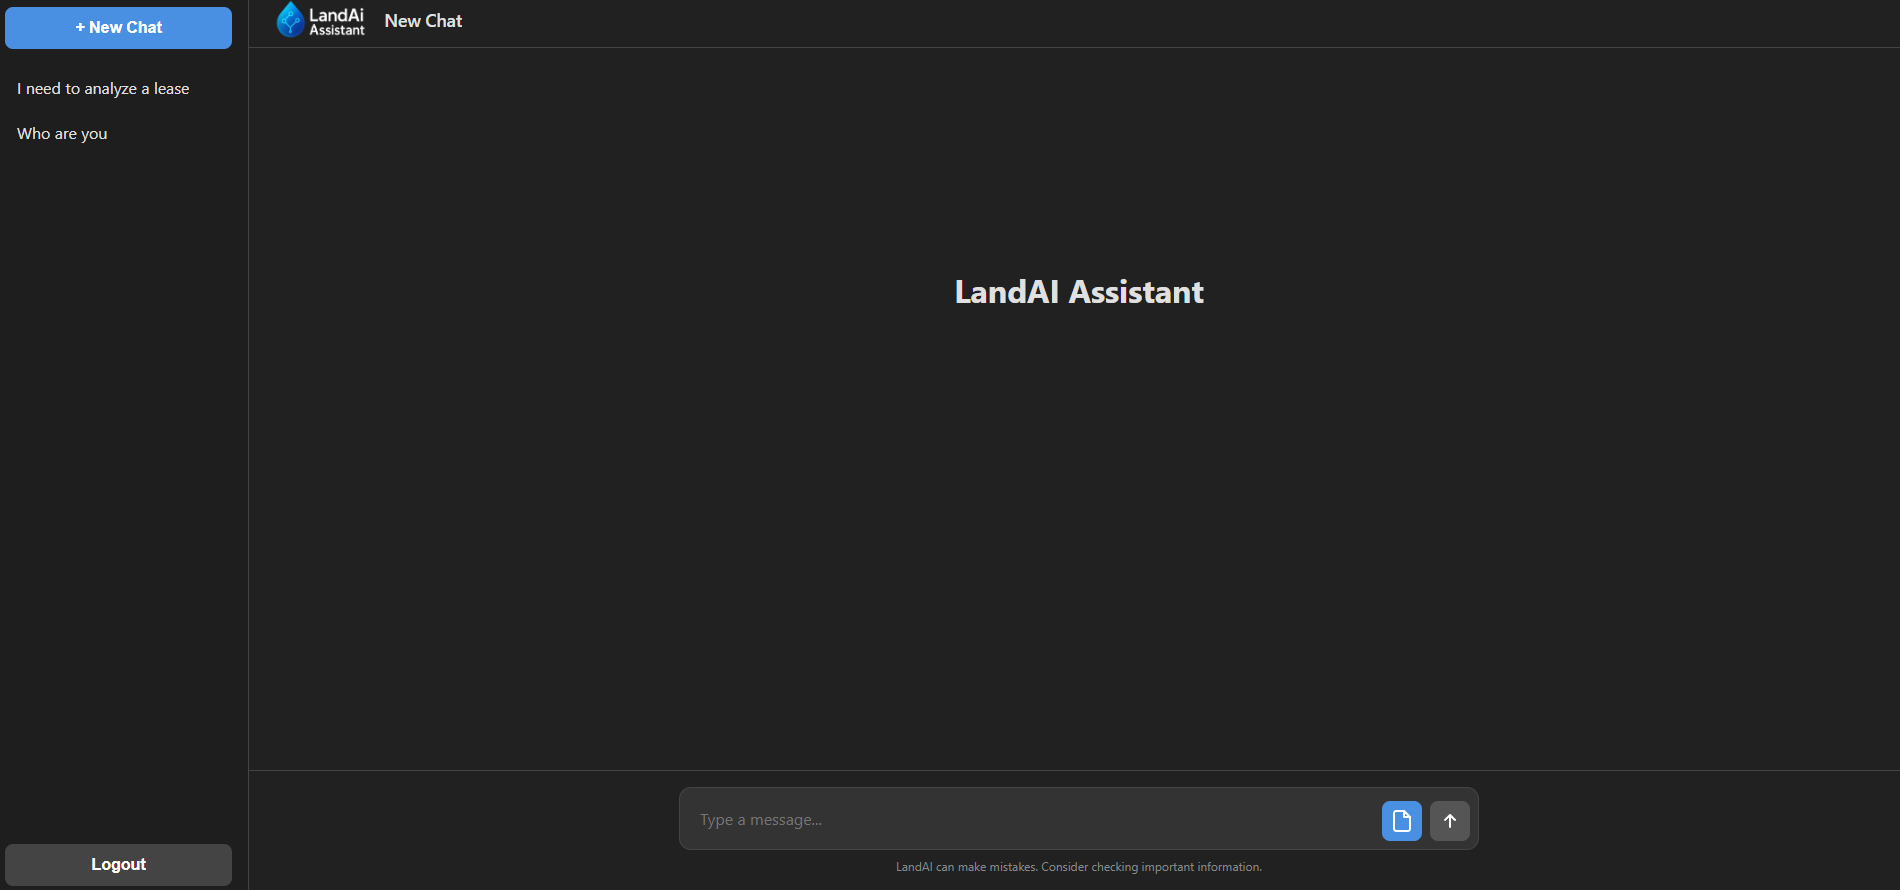 + New Chat
I need to analyze a lease
Who are you
Logout
LandAi
Assistant
New Chat
LandAI Assistant
Type a message...
LandAI can make mistakes. Consider checking important information.